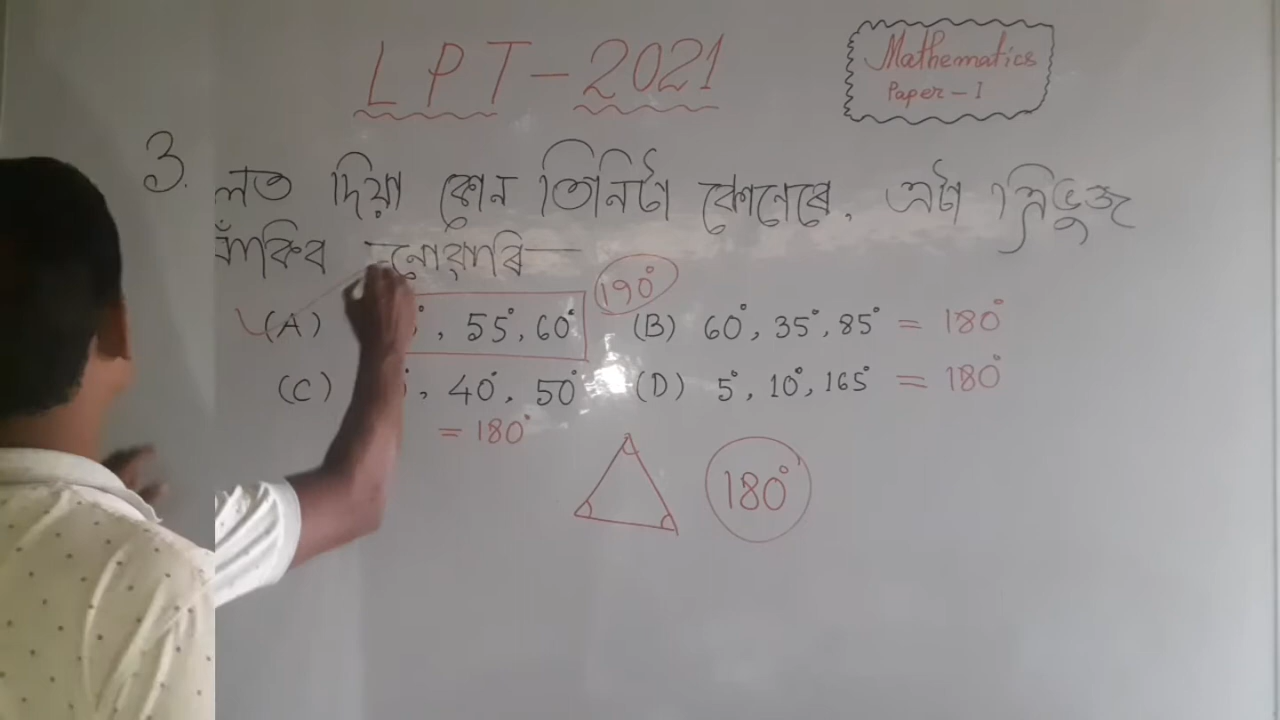 LPT-2021
Mathematics
Paper-I
3. তলত দিয়া কোন তিনিটা কোণেৰে, এটা ত্ৰিভুজ
আঁকিব নোৱাৰি—
190°
(A) °, 55°, 60° (B) 60°, 35°, 85° = 180°
(C) °, 40°, 50° (D) 5°, 10°, 165° = 180°
= 180°
180°